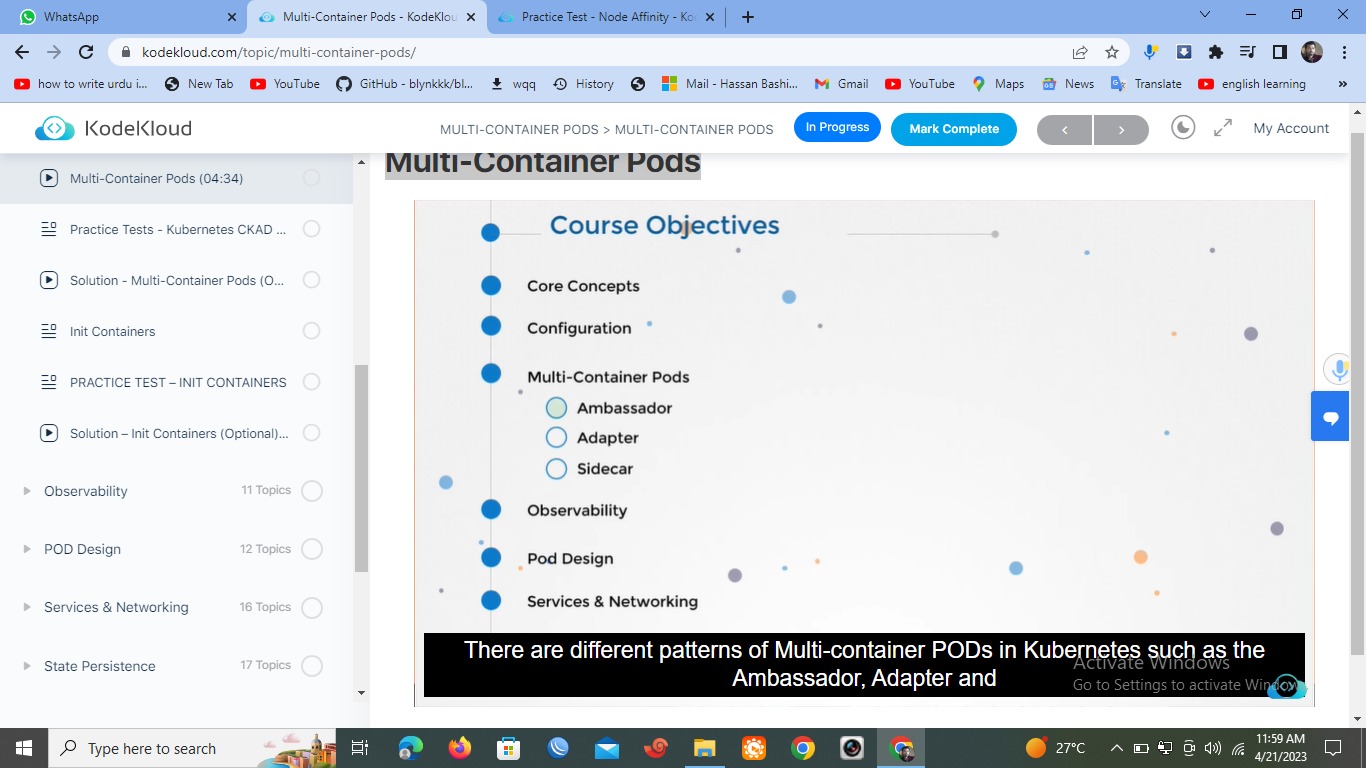 WhatsApp
Multi-Container Pods - KodeKlou
Practice Test - Node Affinity - Ko
kodekloud.com/topic/multi-container-pods/
how to write urdu i...
New Tab
YouTube
GitHub - blynkkk/bl...
wqq
History
Mail - Hassan Bashi...
Gmail
YouTube
Maps
News
Translate
english learning
»
KodeKloud
MULTI-CONTAINER PODS > MULTI-CONTAINER PODS
In Progress
Mark Complete
My Account
Multi-Container Pods (04:34)
Practice Tests - Kubernetes CKAD ...
Solution - Multi-Container Pods (O...
Init Containers
PRACTICE TEST – INIT CONTAINERS
Solution – Init Containers (Optional)...
Observability 11 Topics
POD Design 12 Topics
Services & Networking 16 Topics
State Persistence 17 Topics
Multi-Container Pods
Course Objectives
Core Concepts
Configuration
Multi-Container Pods
Ambassador
Adapter
Sidecar
Observability
Pod Design
Services & Networking
There are different patterns of Multi-container PODs in Kubernetes such as the
Ambassador, Adapter and
Activate Windows
Go to Settings to activate Windows.
Type here to search
27°C
11:59 AM
4/21/2023